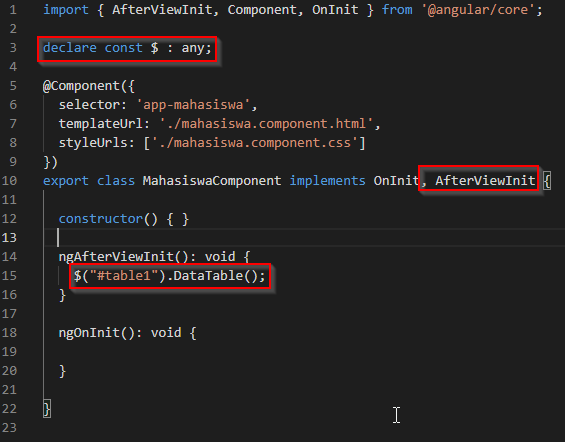 1 import { AfterViewInit, Component, OnInit } from '@angular/core';
2
3 declare const $ : any;
4
5 @Component({
6   selector: 'app-mahasiswa',
7   templateUrl: './mahasiswa.component.html',
8   styleUrls: ['./mahasiswa.component.css']
9 })
10 export class MahasiswaComponent implements OnInit, AfterViewInit {
11
12   constructor() { }
13
14   ngAfterViewInit(): void {
15     $("#table1").DataTable();
16   }
17
18   ngOnInit(): void {
19
20   }
21
22 }
23